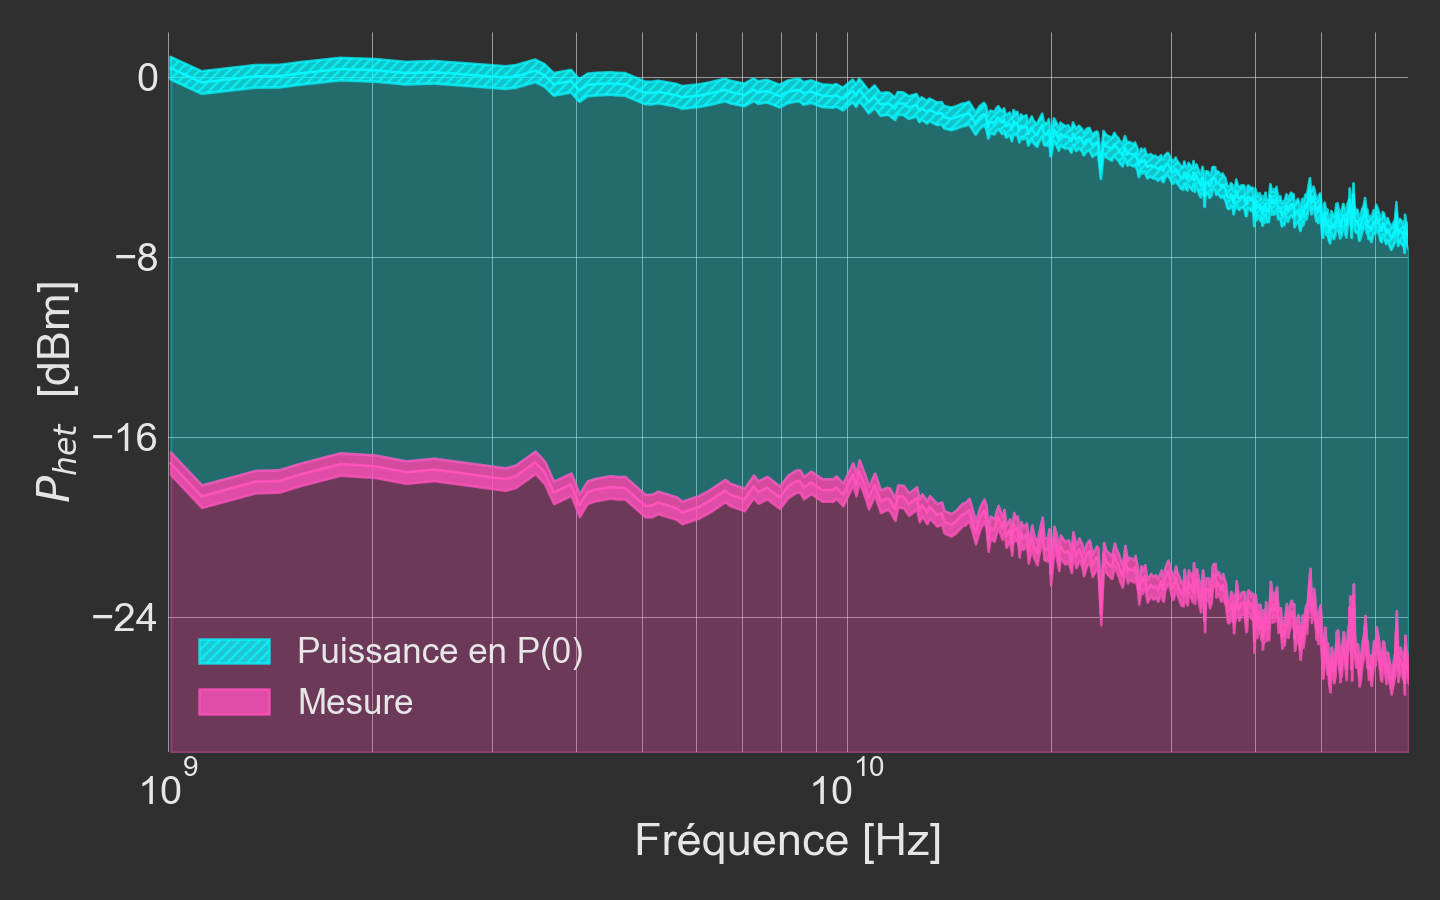 0
−8
−16
−24
P_het [dBm]
Puissance en P(0)
Mesure
10^9
10^10
Fréquence [Hz]